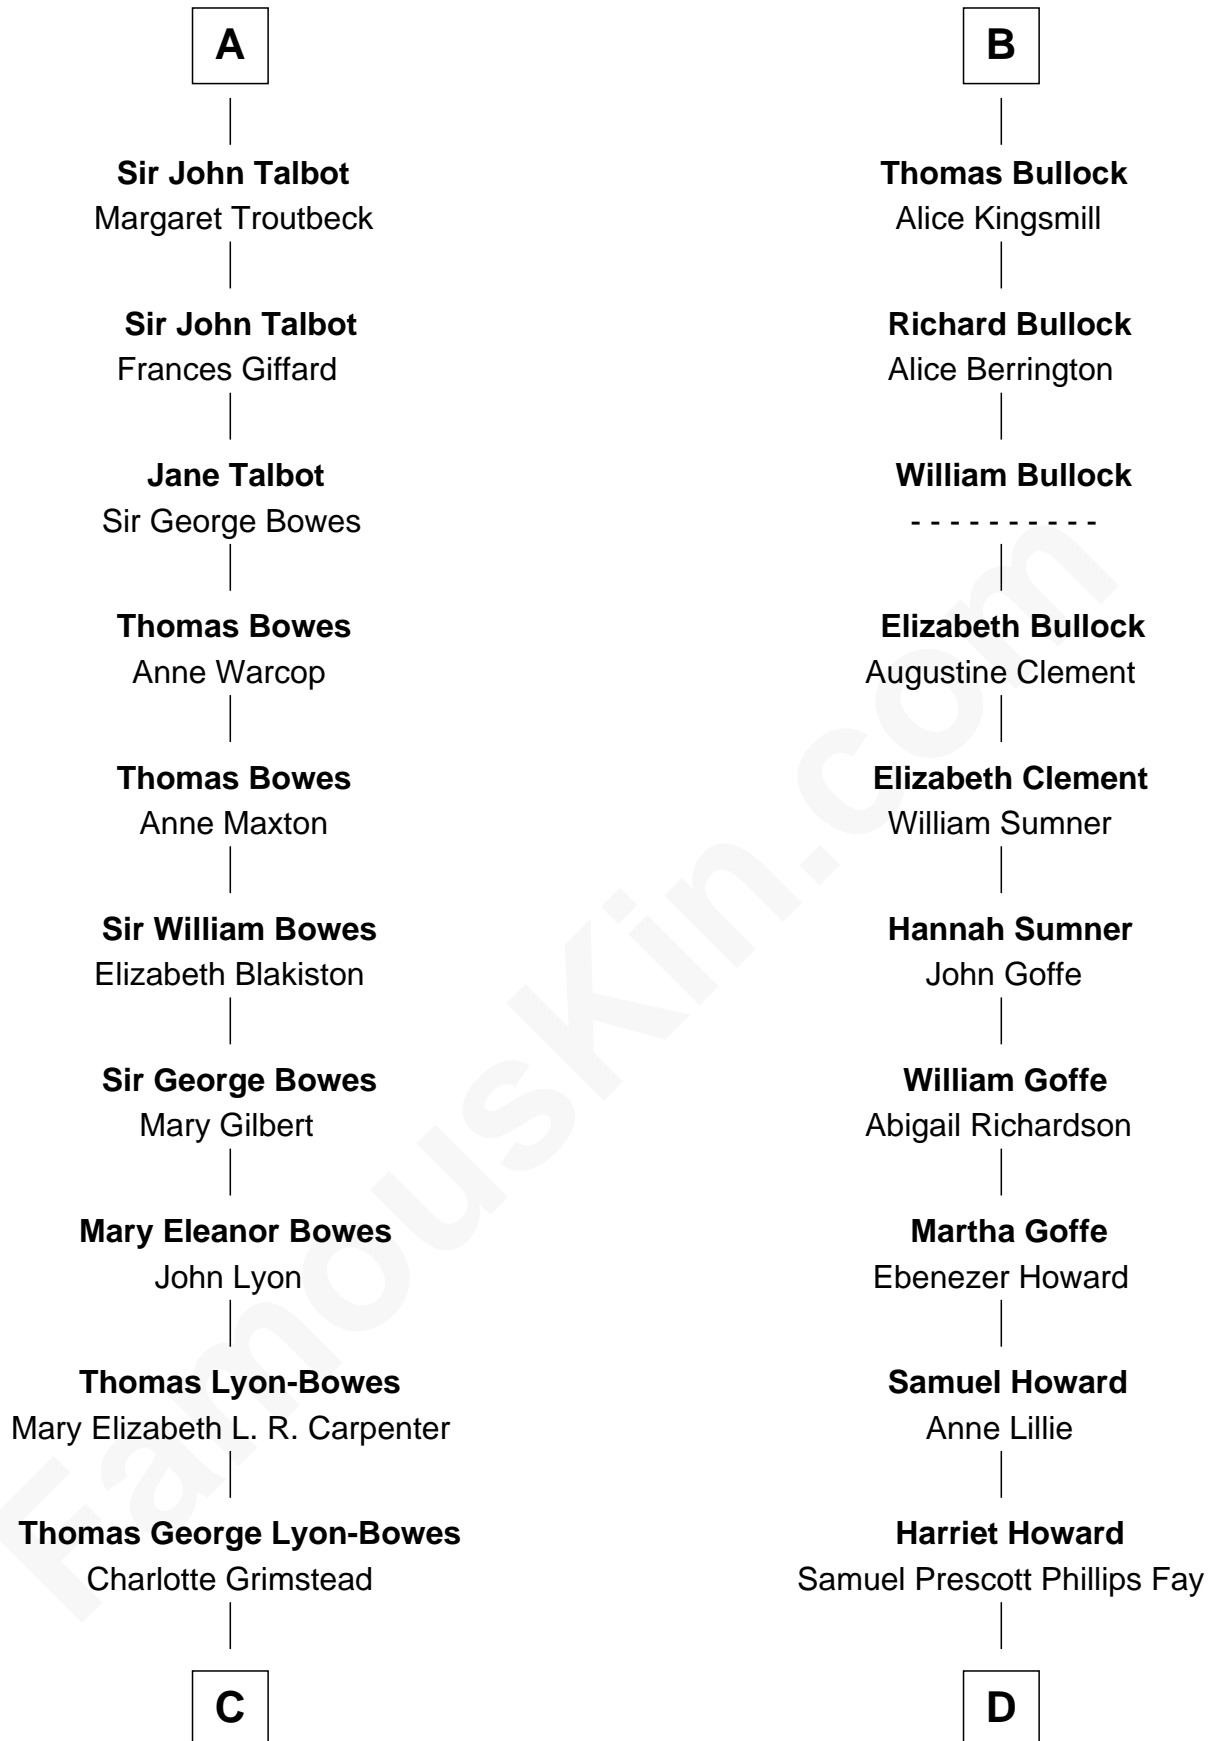 A
Sir John Talbot
Margaret Troutbeck
Sir John Talbot
Frances Giffard
Jane Talbot
Sir George Bowes
Thomas Bowes
Anne Warcop
Thomas Bowes
Anne Maxton
Sir William Bowes
Elizabeth Blakiston
Sir George Bowes
Mary Gilbert
Mary Eleanor Bowes
John Lyon
Thomas Lyon-Bowes
Mary Elizabeth L. R. Carpenter
Thomas George Lyon-Bowes
Charlotte Grimstead
C
B
Thomas Bullock
Alice Kingsmill
Richard Bullock
Alice Berrington
William Bullock
- - - - - - - - - -
Elizabeth Bullock
Augustine Clement
Elizabeth Clement
William Sumner
Hannah Sumner
John Goffe
William Goffe
Abigail Richardson
Martha Goffe
Ebenezer Howard
Samuel Howard
Anne Lillie
Harriet Howard
Samuel Prescott Phillips Fay
D
FamousKin.com